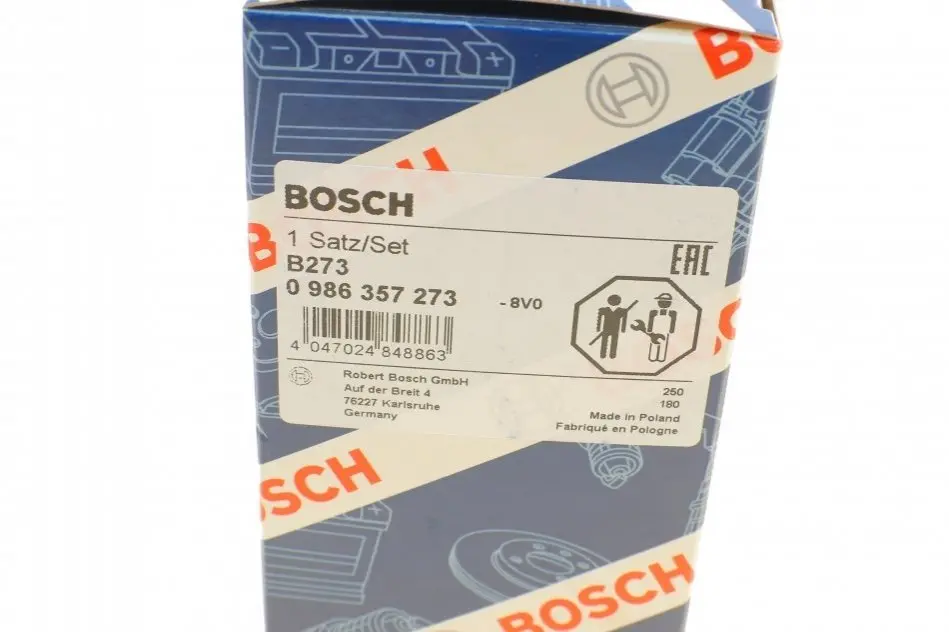 BOSCH
H
BOSCH
1 Satz/Set
B
B273
EAC
0 986 357 273 - 8V0
4 047024 848863
Robert Bosch GmbH
Auf der Breit 4
76227 Karlsruhe
Germany
250
180
Made in Poland
Fabriqué en Pologne
OSCH
BOSCH